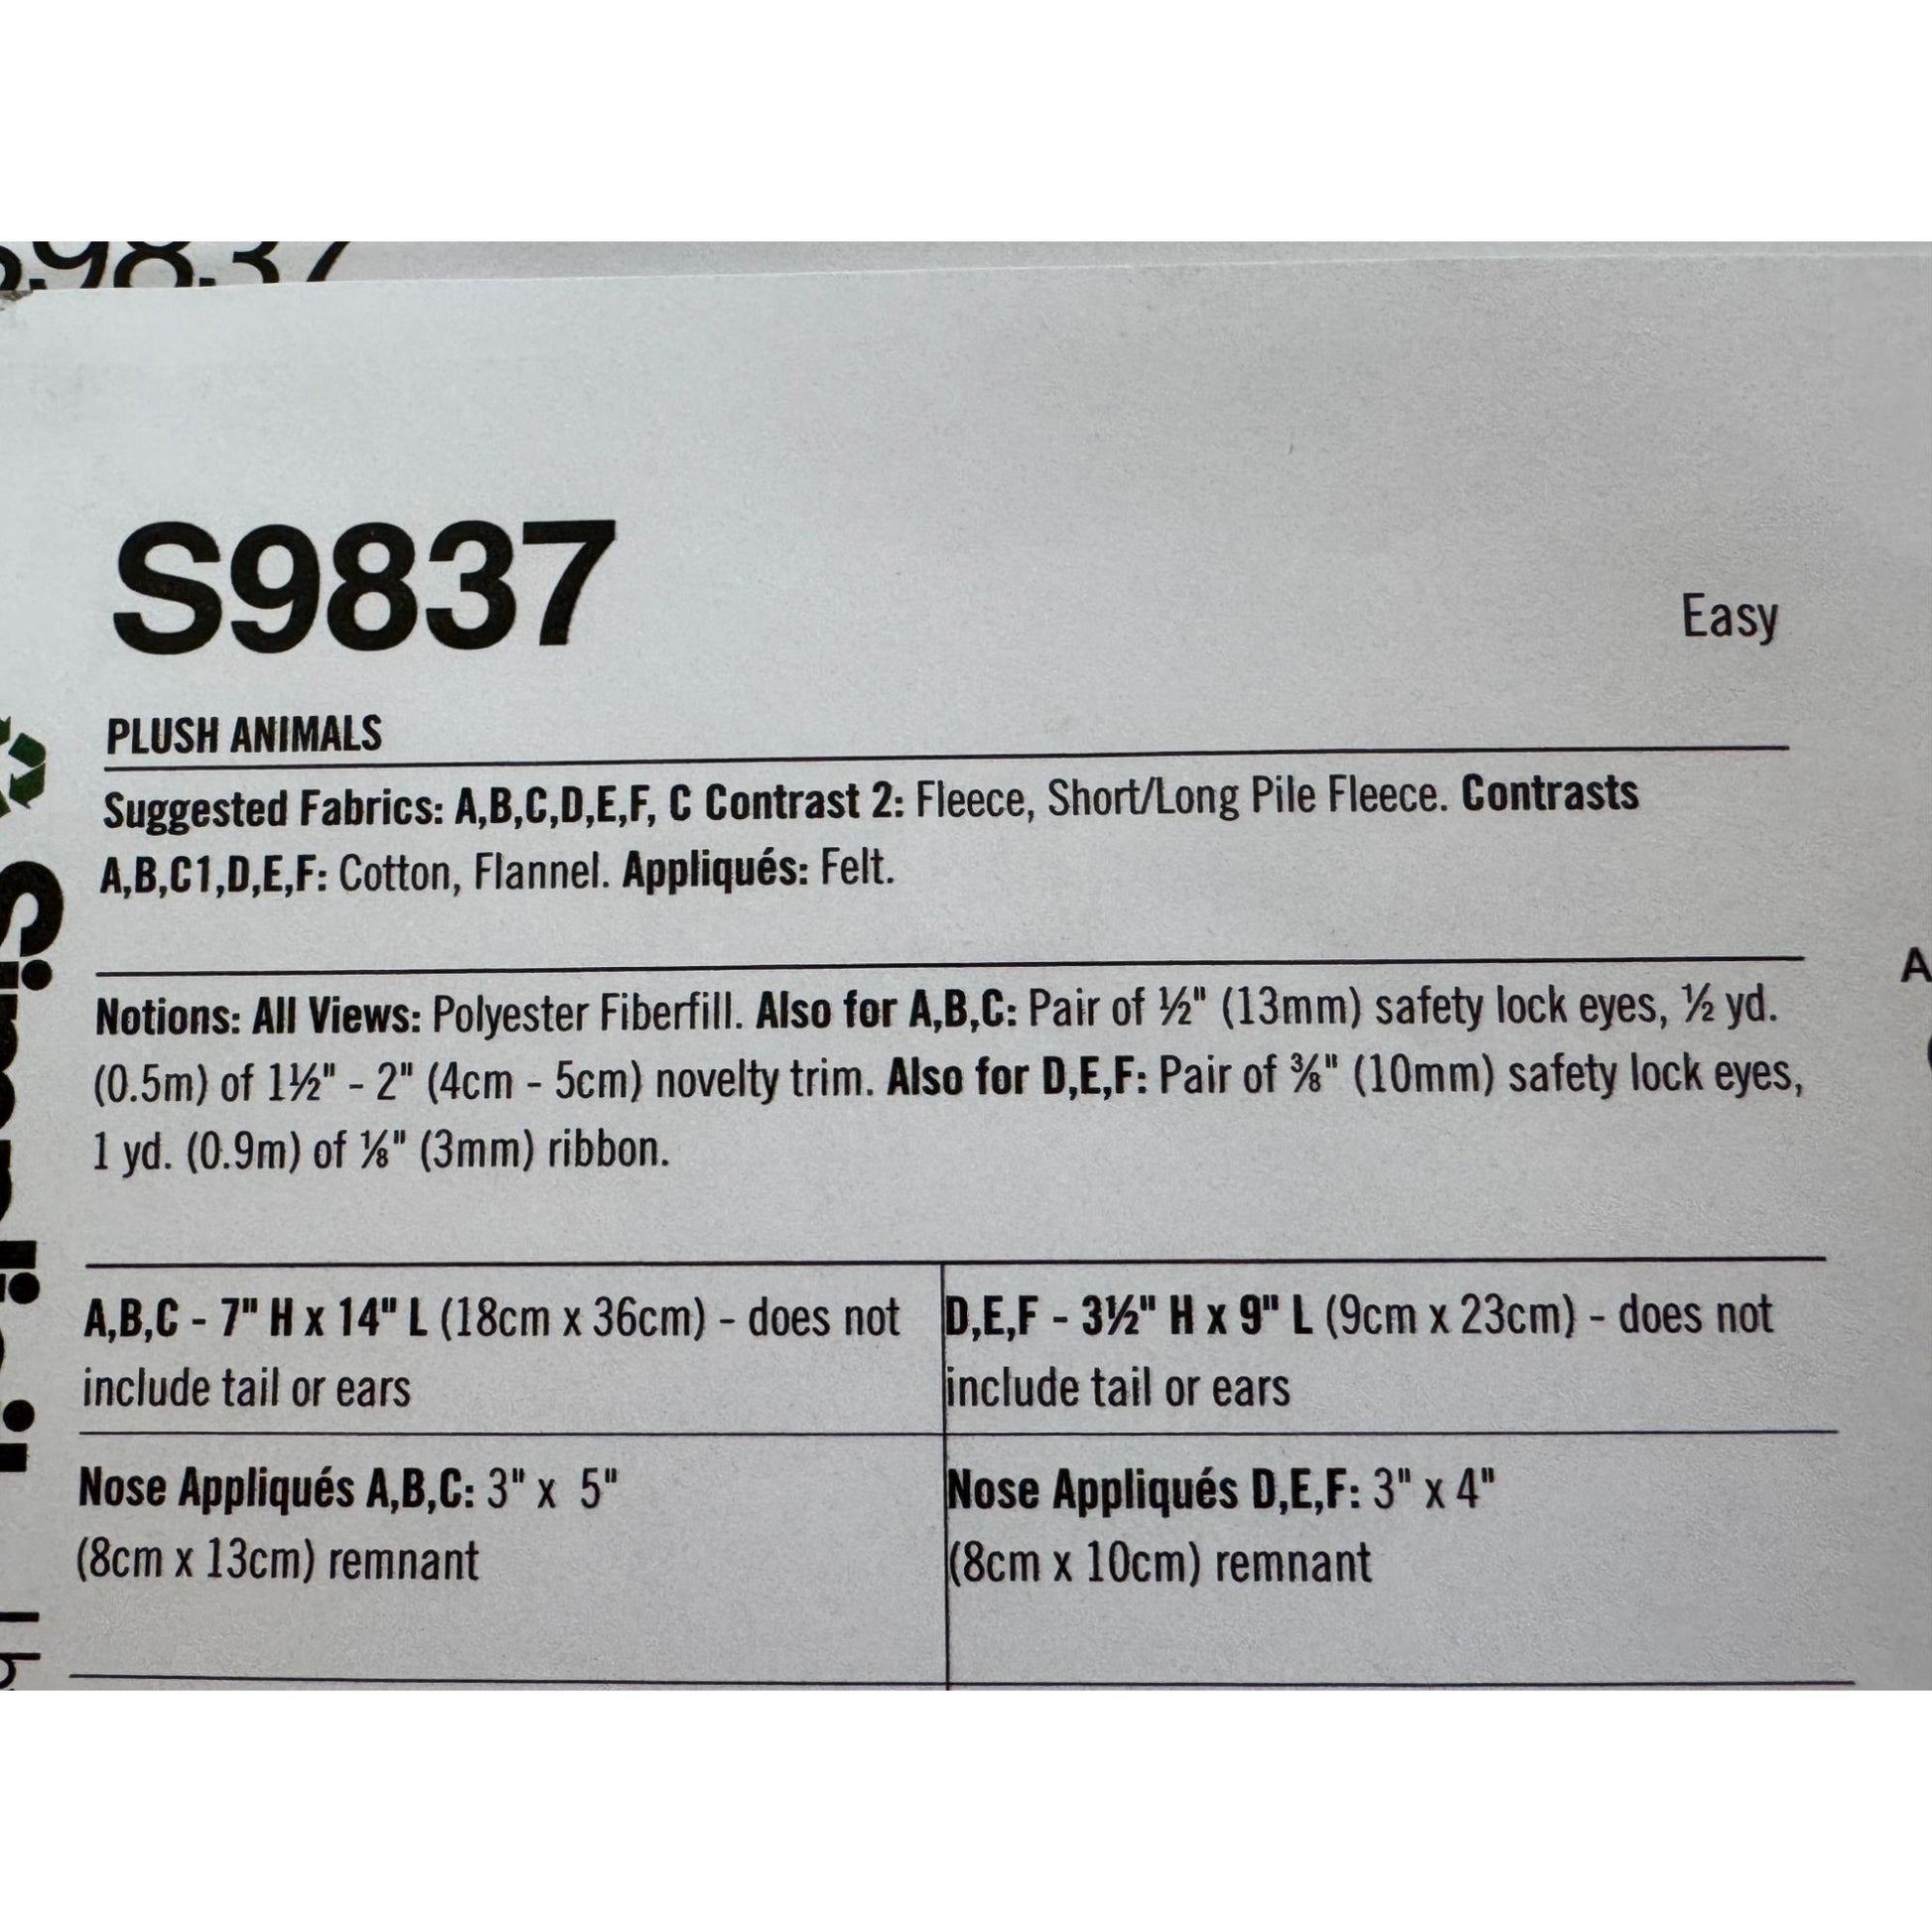 S9837
S9837
Easy
PLUSH ANIMALS
Suggested Fabrics: A,B,C,D,E,F, C Contrast 2: Fleece, Short/Long Pile Fleece. Contrasts
A,B,C1,D,E,F: Cotton, Flannel. Appliqués: Felt.
Notions: All Views: Polyester Fiberfill. Also for A,B,C: Pair of ½" (13mm) safety lock eyes, ½ yd.
(0.5m) of 1½" - 2" (4cm - 5cm) novelty trim. Also for D,E,F: Pair of ⅜" (10mm) safety lock eyes,
1 yd. (0.9m) of ⅛" (3mm) ribbon.
A,B,C - 7" H x 14" L (18cm x 36cm) - does not
include tail or ears
D,E,F - 3½" H x 9" L (9cm x 23cm) - does not
include tail or ears
Nose Appliqués A,B,C: 3" x 5"
(8cm x 13cm) remnant
Nose Appliqués D,E,F: 3" x 4"
(8cm x 10cm) remnant